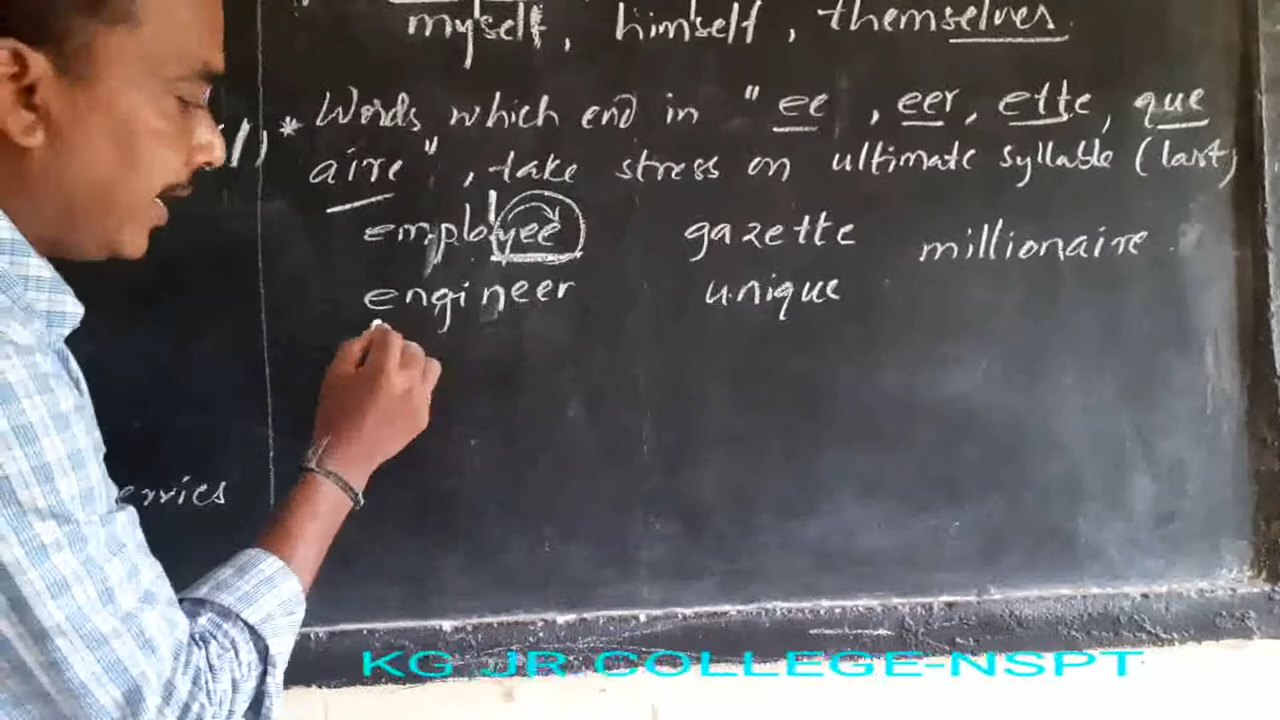 myself, himself, themselves.
* Words which end in "ee, eer, ette, que
aire", take stress on ultimate syllable (last)
employee gazette millionaire
engineer unique
erries
KG JR COLLEGE-NSPT